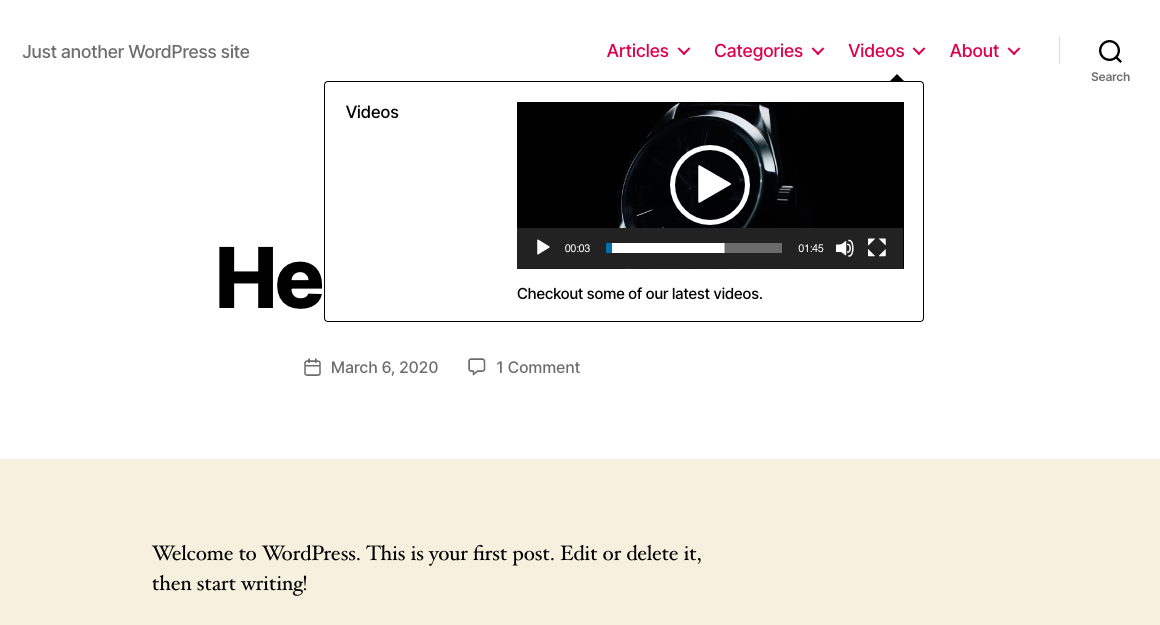 Just another WordPress site
Articles Categories Videos About
Search
Videos
00:03 01:45
Checkout some of our latest videos.
He
March 6, 2020 1 Comment
Welcome to WordPress. This is your first post. Edit or delete it,
then start writing!